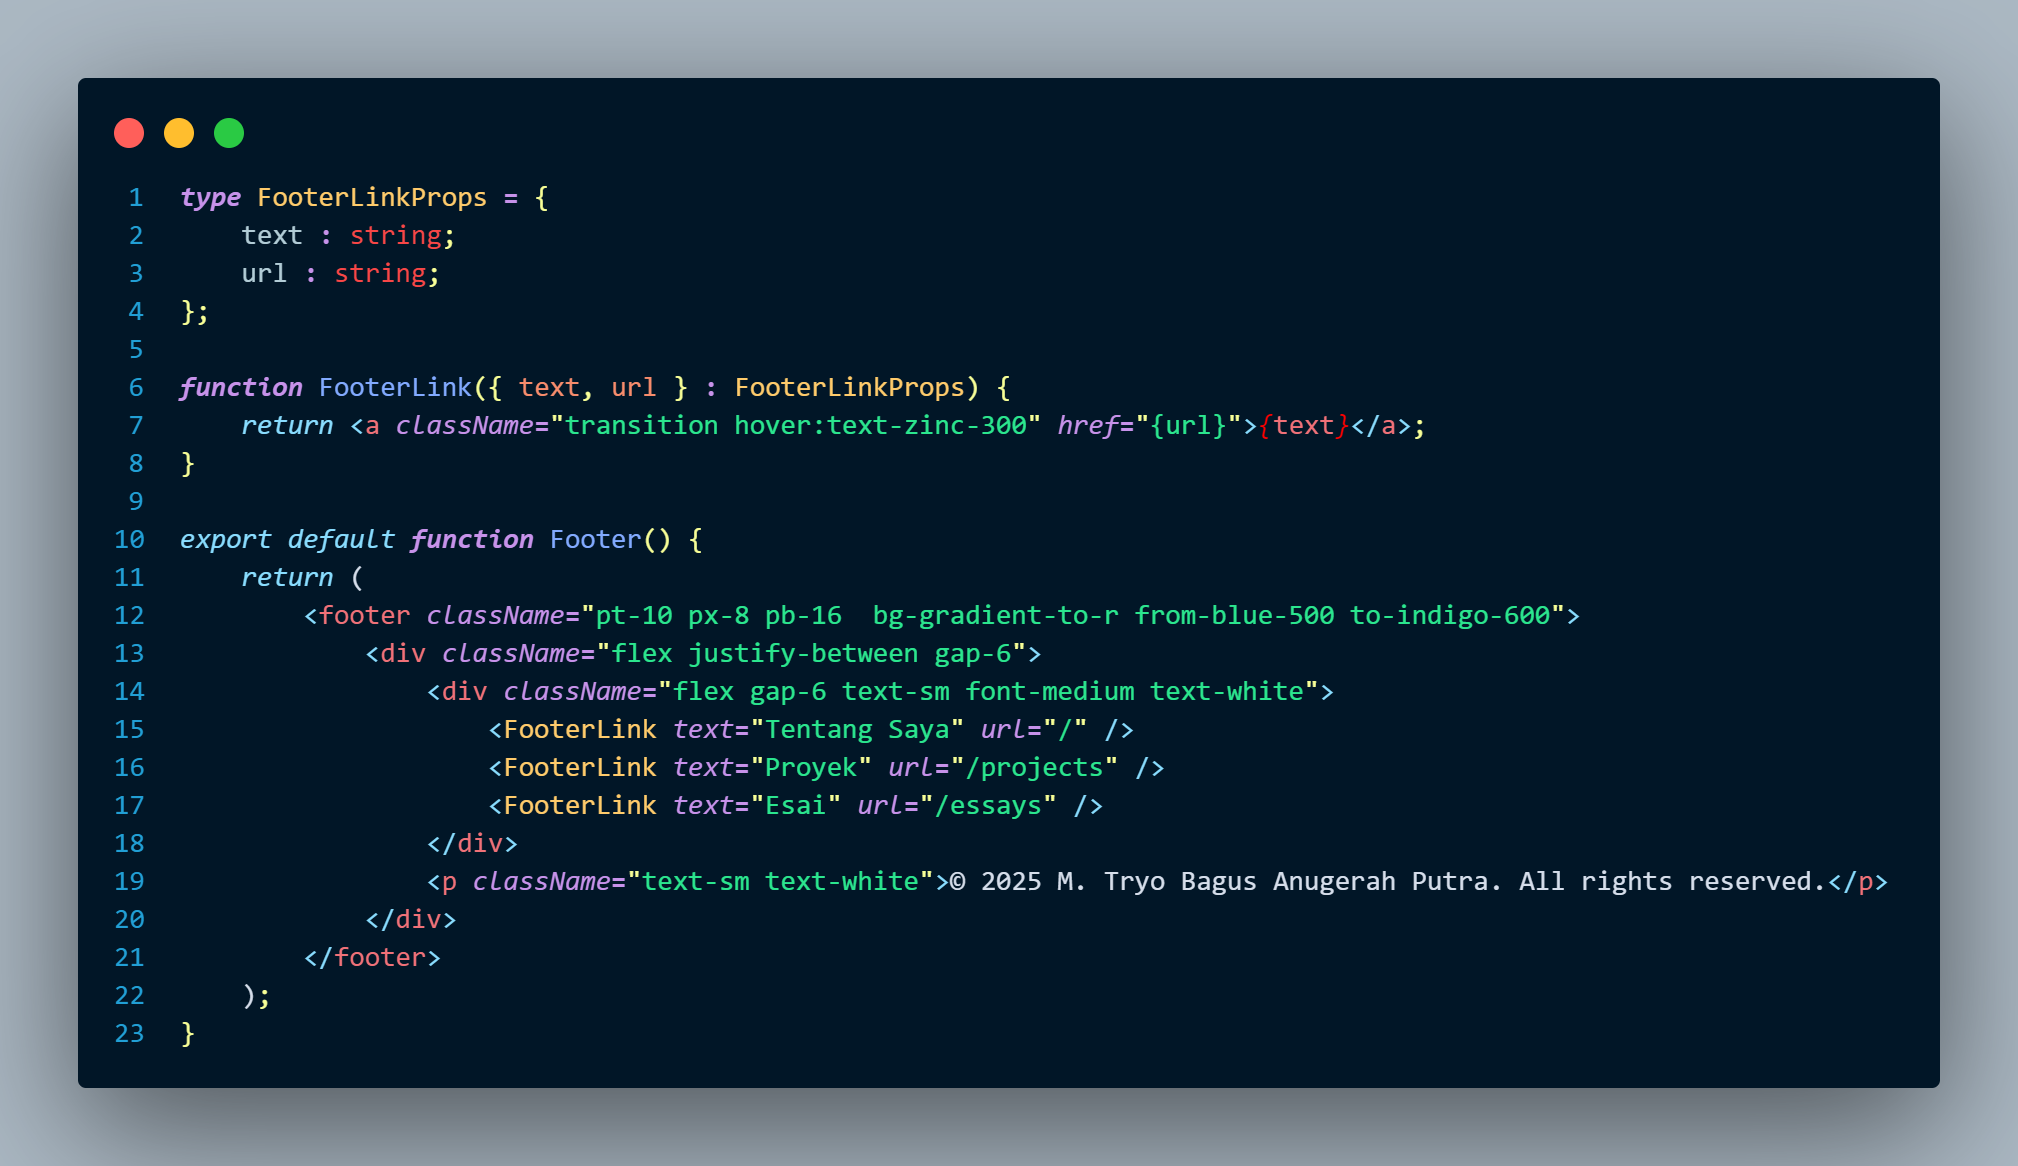 1 type FooterLinkProps = {
2     text : string;
3     url : string;
4 };
5
6 function FooterLink({ text, url } : FooterLinkProps) {
7     return <a className="transition hover:text-zinc-300" href="{url}">{text}</a>;
8 }
9
10 export default function Footer() {
11     return (
12         <footer className="pt-10 px-8 pb-16  bg-gradient-to-r from-blue-500 to-indigo-600">
13             <div className="flex justify-between gap-6">
14                 <div className="flex gap-6 text-sm font-medium text-white">
15                     <FooterLink text="Tentang Saya" url="/" />
16                     <FooterLink text="Proyek" url="/projects" />
17                     <FooterLink text="Esai" url="/essays" />
18                 </div>
19                 <p className="text-sm text-white">© 2025 M. Tryo Bagus Anugerah Putra. All rights reserved.</p>
20             </div>
21         </footer>
22     );
23 }